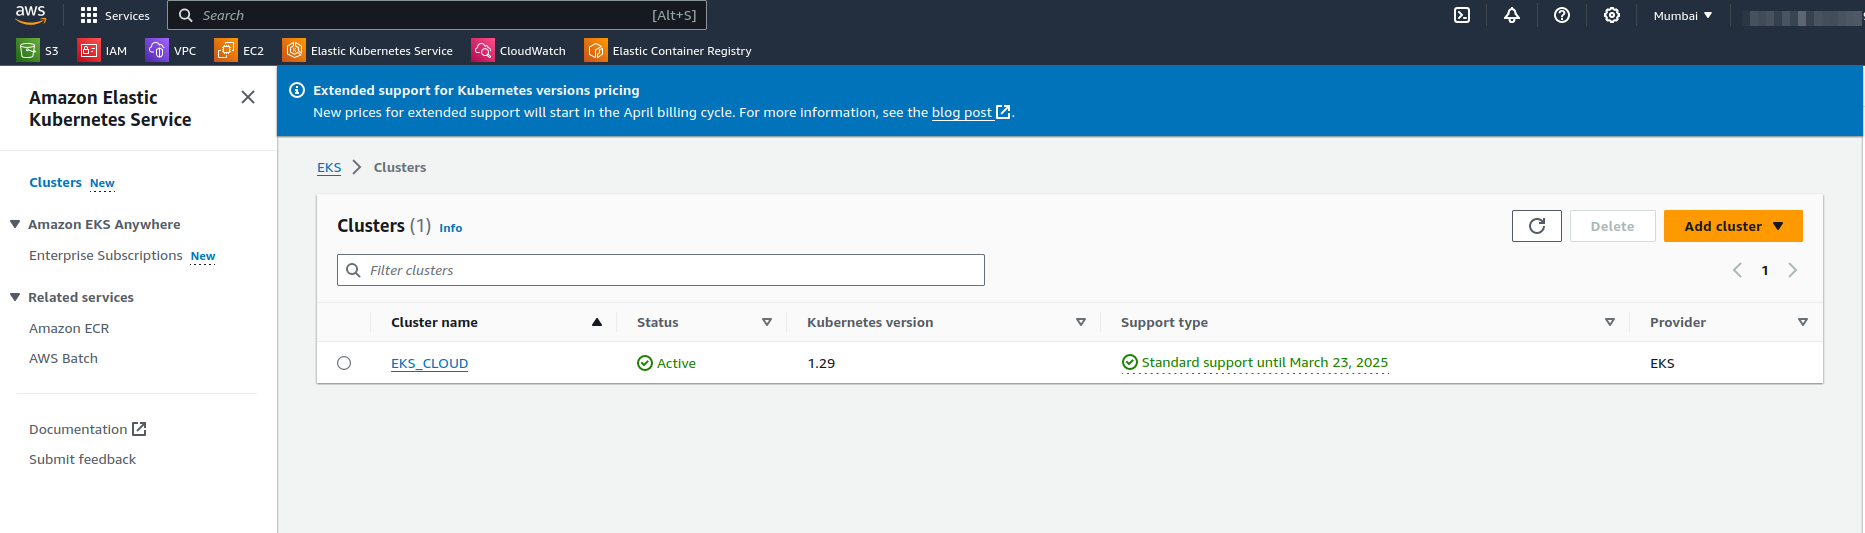 aws Services Search [Alt+S] Mumbai
S3 IAM VPC EC2 Elastic Kubernetes Service CloudWatch Elastic Container Registry
Amazon Elastic
Kubernetes Service
Clusters New
Amazon EKS Anywhere
Enterprise Subscriptions New
Related services
Amazon ECR
AWS Batch
Documentation
Submit feedback
Extended support for Kubernetes versions pricing
New prices for extended support will start in the April billing cycle. For more information, see the blog post.
EKS Clusters
Clusters (1) Info
Delete Add cluster
Filter clusters
1
Cluster name Status Kubernetes version Support type Provider
EKS_CLOUD Active 1.29 Standard support until March 23, 2025 EKS